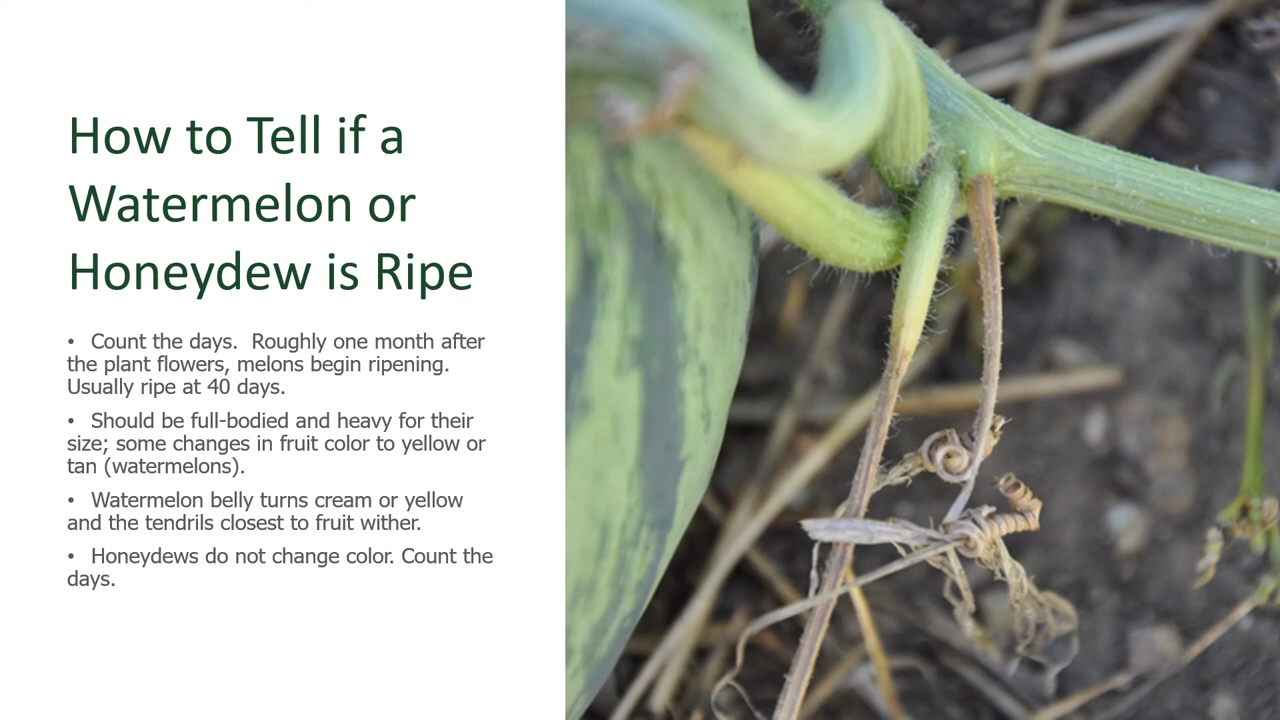 How to Tell if a
Watermelon or
Honeydew is Ripe
• Count the days.  Roughly one month after
the plant flowers, melons begin ripening.
Usually ripe at 40 days.
• Should be full-bodied and heavy for their
size; some changes in fruit color to yellow or
tan (watermelons).
• Watermelon belly turns cream or yellow
and the tendrils closest to fruit wither.
• Honeydews do not change color. Count the
days.